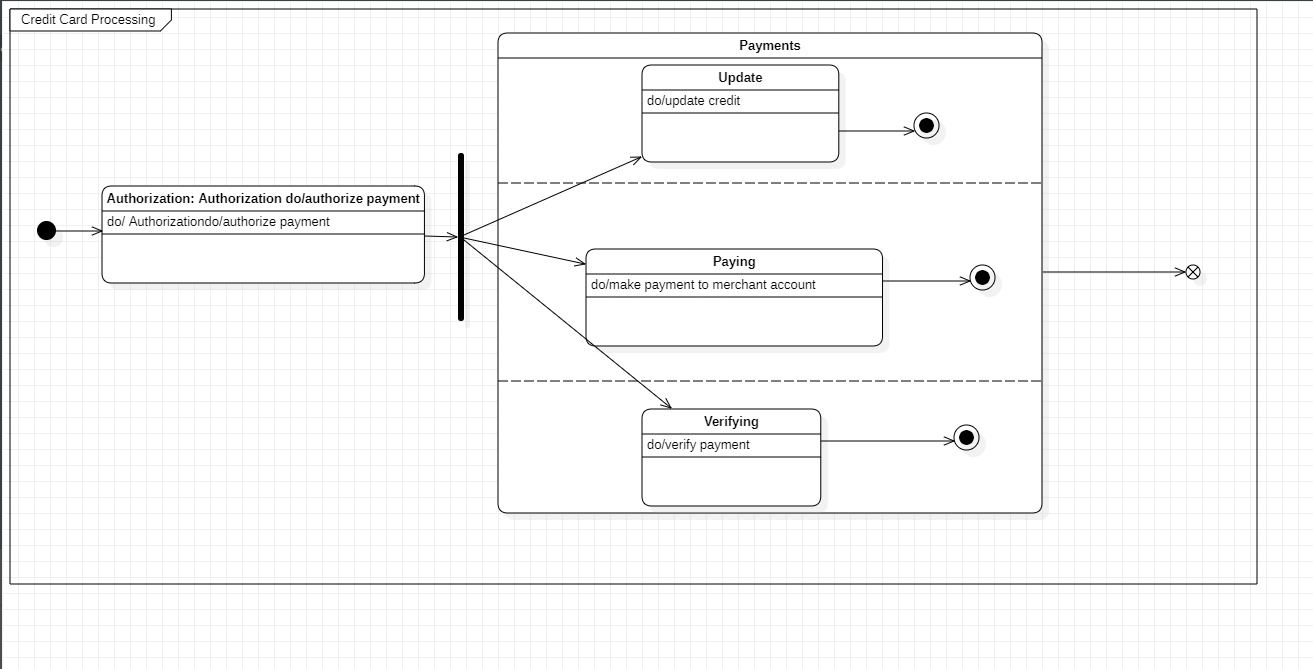 Credit Card Processing
Payments
Update
do/update credit
Authorization: Authorization do/authorize payment
do/ Authorizationdo/authorize payment
Paying
do/make payment to merchant account
Verifying
do/verify payment